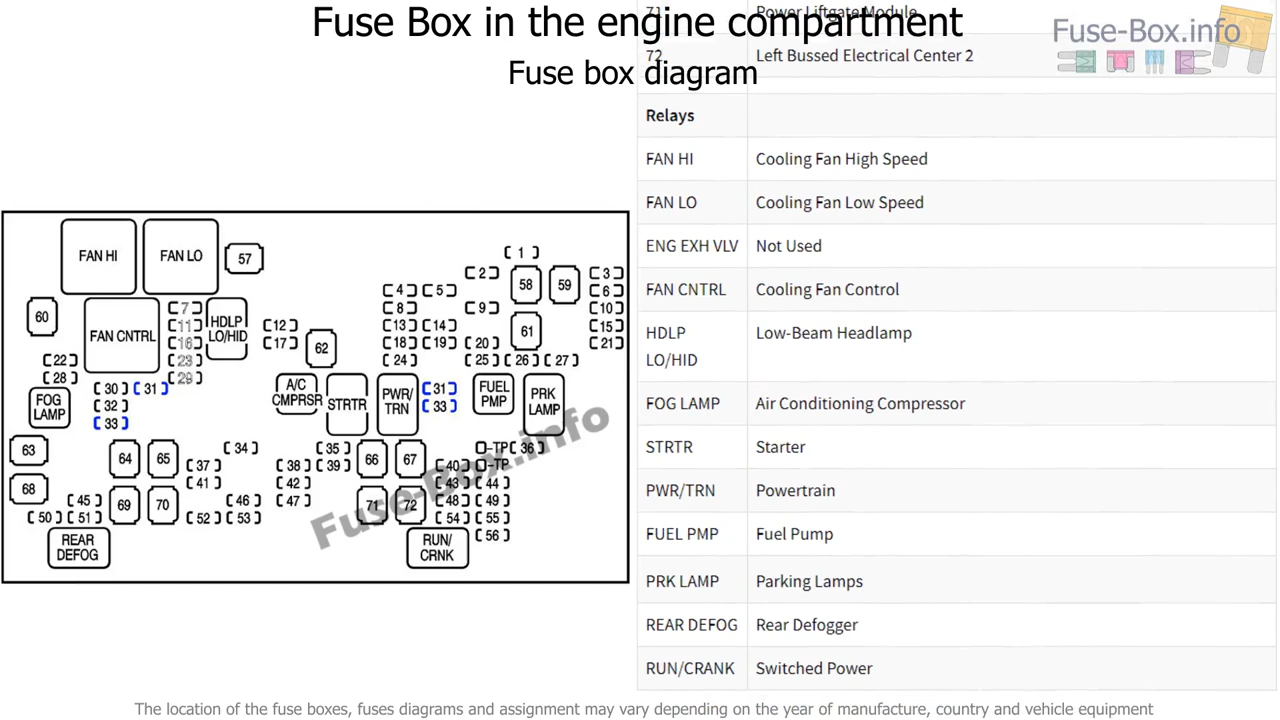 Fuse Box in the engine compartment
Fuse box diagram
Fuse-Box.info
71 Power Liftgate Module
72 Left Bussed Electrical Center 2
Relays
FAN HI Cooling Fan High Speed
FAN LO Cooling Fan Low Speed
ENG EXH VLV Not Used
FAN CNTRL Cooling Fan Control
HDLP
LO/HID
Low-Beam Headlamp
FOG LAMP Air Conditioning Compressor
STRTR Starter
PWR/TRN Powertrain
FUEL PMP Fuel Pump
PRK LAMP Parking Lamps
REAR DEFOG Rear Defogger
RUN/CRANK Switched Power
FAN HI FAN LO 57
1
2 58 59 3
4 5 6
8 9 10
60 FAN CNTRL 7
11
16
23
29
HDLP
LO/HID
12
17
62
13 14 61 15
18 19 20 21
22 24 25 26 27
28
FOG
LAMP
30 31
32
33
A/C
CMPRSR
STRTR
PWR/
TRN
31
33
FUEL
PMP
PRK
LAMP
63 64 65 34 35 66 67 TP 36
37 38 39 40 TP
68 41 42 43 44
69 70 71 72
45 46 47 48 49
50 51 52 53 54 55
56
REAR
DEFOG
RUN/
CRNK
Fuse-Box.info
The location of the fuse boxes, fuses diagrams and assignment may vary depending on the year of manufacture, country and vehicle equipment